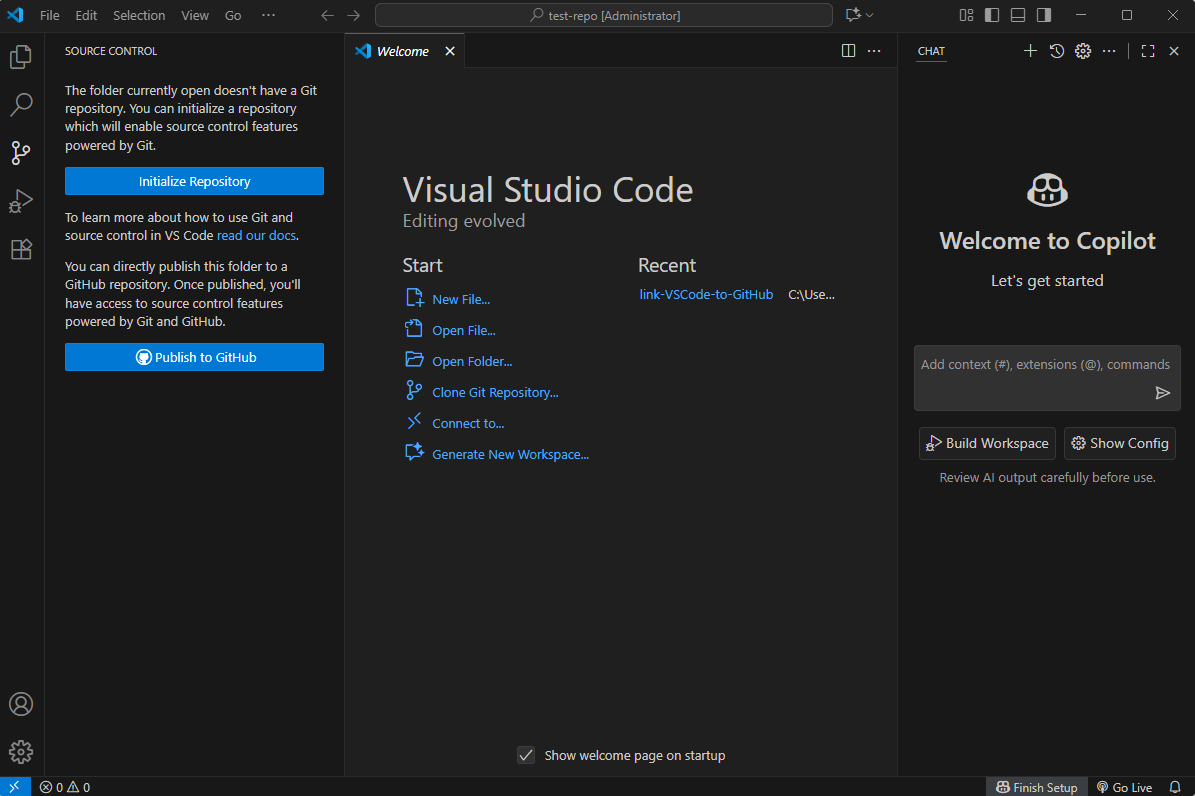 File Edit Selection View Go ··· test-repo [Administrator]
SOURCE CONTROL
The folder currently open doesn't have a Git
repository. You can initialize a repository
which will enable source control features
powered by Git.
Initialize Repository
To learn more about how to use Git and
source control in VS Code read our docs.
You can directly publish this folder to a
GitHub repository. Once published, you'll
have access to source control features
powered by Git and GitHub.
Publish to GitHub
Welcome
Visual Studio Code
Editing evolved
Start
New File...
Open File...
Open Folder...
Clone Git Repository...
Connect to...
Generate New Workspace...
Recent
link-VSCode-to-GitHub C:\Use...
Show welcome page on startup
CHAT
Welcome to Copilot
Let's get started
Add context (#), extensions (@), commands
Build Workspace Show Config
Review AI output carefully before use.
0 0 Finish Setup Go Live